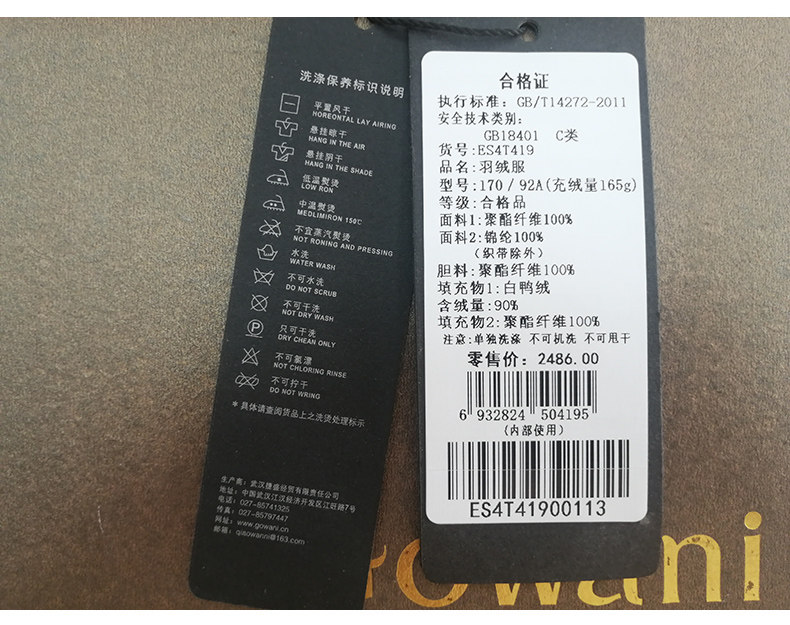 洗涤保养标识说明
平置风干
HOREONTAL LAY AIRING
悬挂晾干
HANG IN THE AIR
悬挂阴干
HANG IN THE SHADE
低温熨烫
LOW RON
中温熨烫
MEDLIMIRON 150℃
不宜蒸汽熨烫
NOT RONING AND PRESSING
水洗
WATER WASH
不可水洗
DO NOT SCRUB
不可干洗
NOT DRY WASH
只可干洗
DRY CHEAN ONLY
不可氯漂
NOT CHLORING RINSE
不可拧干
DO NOT WRING
*具体请查阅货品上之洗烫处理标示
生产商：武汉捷盛经贸有限责任公司
地址：中国武汉江汉经济开发区江旺路7号
电话：027-85741325
传真：027-85797447
网址：www.gowani.cn
邮箱：qiaowanni@163.com
合格证
执行标准：GB/T14272-2011
安全技术类别：
GB18401 C类
货号：ES4T419
品名：羽绒服
型号：170/92A(充绒量165g)
等级：合格品
面料1：聚酯纤维100%
面料2：锦纶100%
（织带除外）
胆料：聚酯纤维100%
填充物1：白鸭绒
含绒量：90%
填充物2：聚酯纤维100%
注意：单独洗涤 不可机洗 不可甩干
零售价：2486.00
6 932824 504195
（内部使用）
ES4T41900113
owani